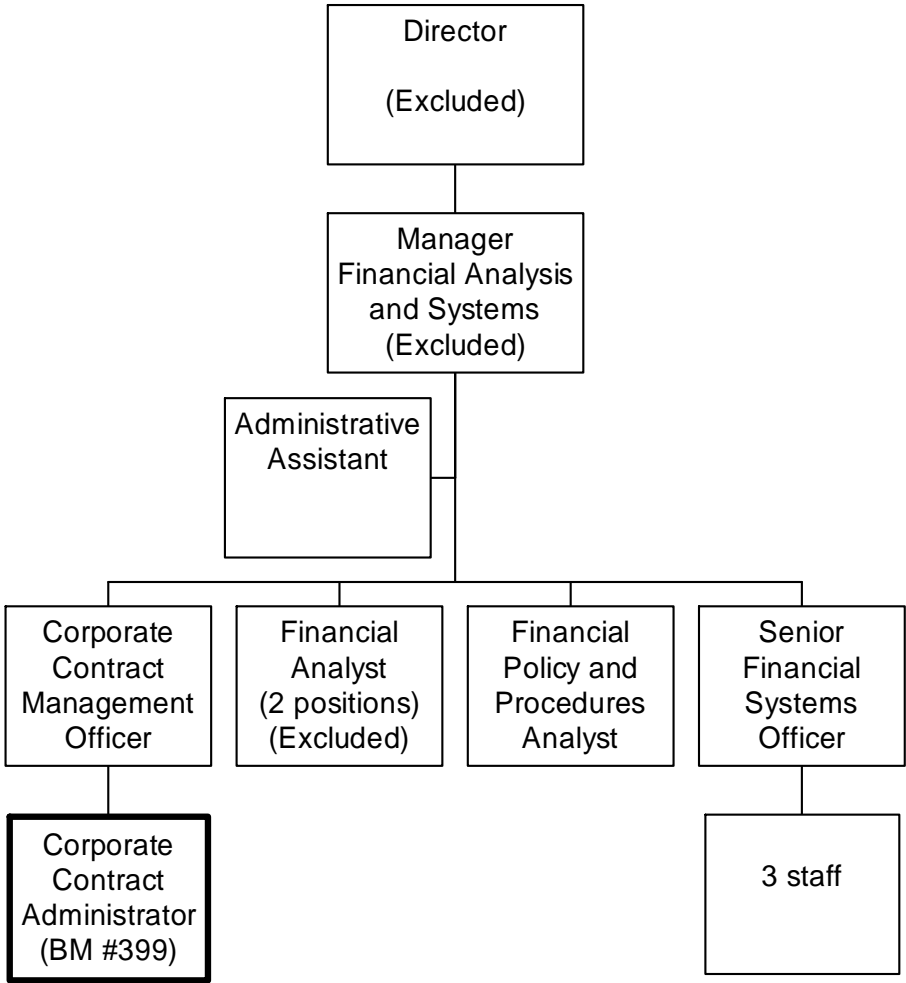 Director
(Excluded)
Manager
Financial Analysis
and Systems
(Excluded)
Administrative
Assistant
Corporate
Contract
Management
Officer
Financial
Analyst
(2 positions)
(Excluded)
Financial
Policy and
Procedures
Analyst
Senior
Financial
Systems
Officer
Corporate
Contract
Administrator
(BM #399)
3 staff